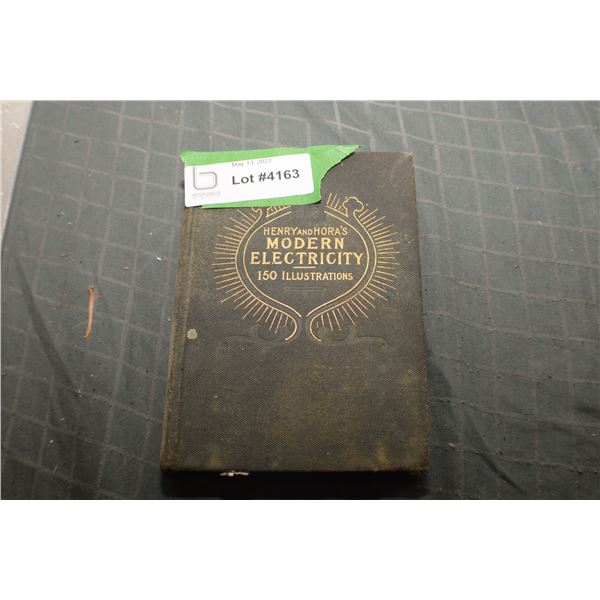 May 13, 2021
Lot #4163
HENRY AND HORA'S
MODERN
ELECTRICITY
150 ILLUSTRATIONS